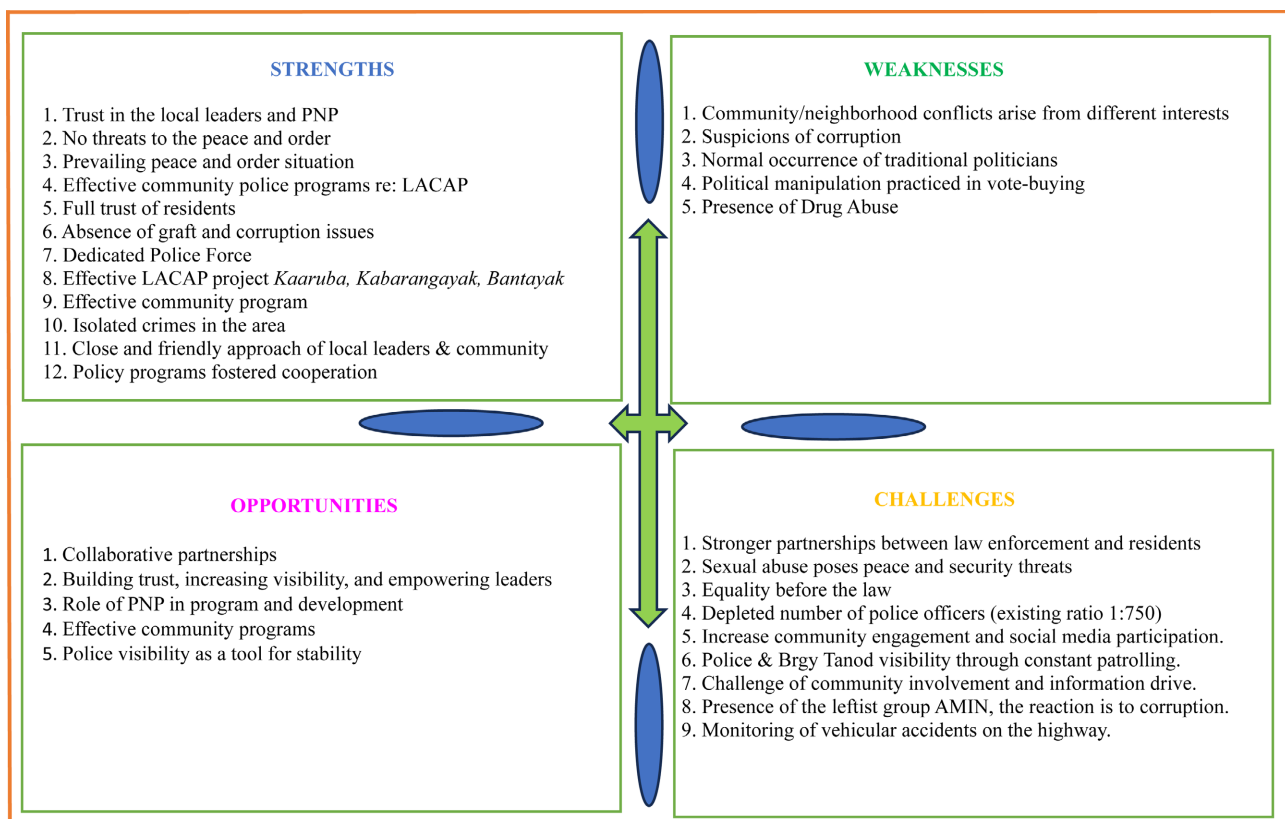 STRENGTHS
1. Trust in the local leaders and PNP
2. No threats to the peace and order
3. Prevailing peace and order situation
4. Effective community police programs re: LACAP
5. Full trust of residents
6. Absence of graft and corruption issues
7. Dedicated Police Force
8. Effective LACAP project Kaaruba, Kabarangayak, Bantayak
9. Effective community program
10. Isolated crimes in the area
11. Close and friendly approach of local leaders & community
12. Policy programs fostered cooperation
WEAKNESSES
1. Community/neighborhood conflicts arise from different interests
2. Suspicions of corruption
3. Normal occurrence of traditional politicians
4. Political manipulation practiced in vote-buying
5. Presence of Drug Abuse
OPPORTUNITIES
1. Collaborative partnerships
2. Building trust, increasing visibility, and empowering leaders
3. Role of PNP in program and development
4. Effective community programs
5. Police visibility as a tool for stability
CHALLENGES
1. Stronger partnerships between law enforcement and residents
2. Sexual abuse poses peace and security threats
3. Equality before the law
4. Depleted number of police officers (existing ratio 1:750)
5. Increase community engagement and social media participation.
6. Police & Brgy Tanod visibility through constant patrolling.
7. Challenge of community involvement and information drive.
8. Presence of the leftist group AMIN, the reaction is to corruption.
9. Monitoring of vehicular accidents on the highway.